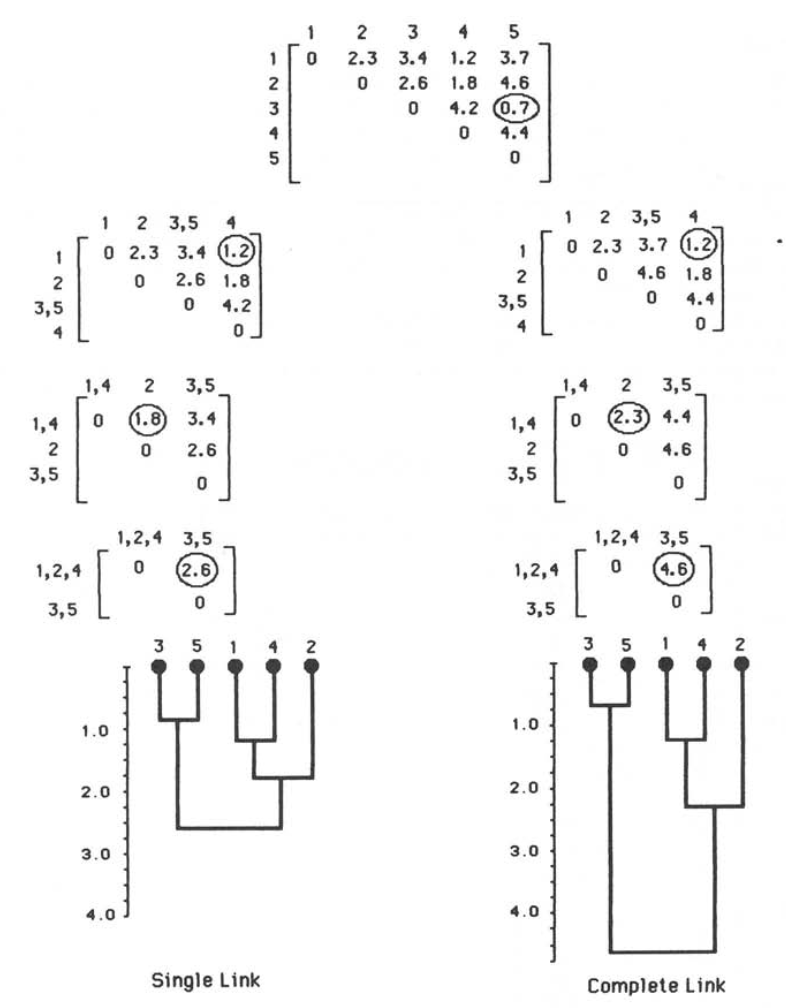 1 2 3 4 5
1 0 2.3 3.4 1.2 3.7
2 0 2.6 1.8 4.6
3 0 4.2 0.7
4 0 4.4
5 0
1 2 3,5 4
1 0 2.3 3.4 1.2
2 0 2.6 1.8
3,5 0 4.2
4 0
1 2 3,5 4
1 0 2.3 3.7 1.2
2 0 4.6 1.8
3,5 0 4.4
4 0
1,4 2 3,5
1,4 0 1.8 3.4
2 0 2.6
3,5 0
1,4 2 3,5
1,4 0 2.3 4.4
2 0 4.6
3,5 0
1,2,4 3,5
1,2,4 0 2.6
3,5 0
1,2,4 3,5
1,2,4 0 4.6
3,5 0
3 5 1 4 2
1.0
2.0
3.0
4.0
Single Link
3 5 1 4 2
1.0
2.0
3.0
4.0
Complete Link